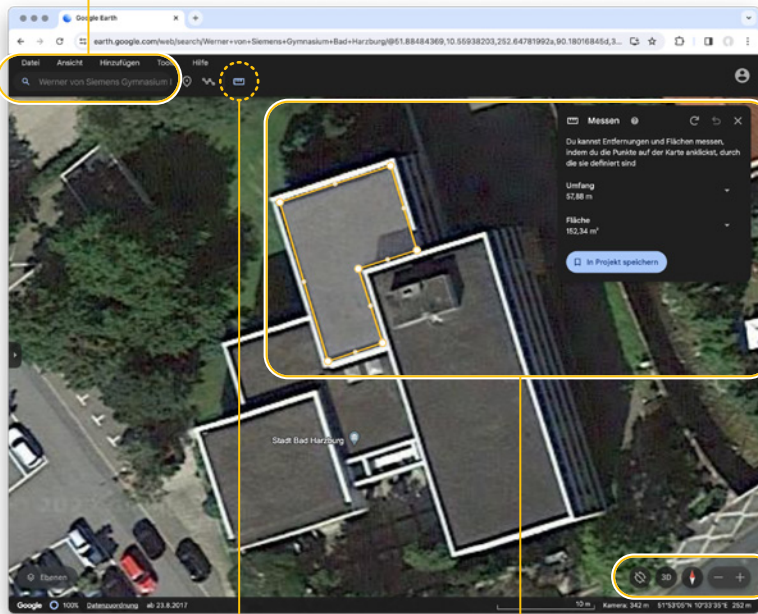 Google Earth
earth.google.com/web/search/Werner+von+Siemens+Gymnasium+Bad+Harzburg/@51.88484369,10.55938203,252.64781992a,90.18016845d,3...
Datei Ansicht Hinzufügen Tools Hilfe
Werner von Siemens Gymnasium
Messen
Du kannst Entfernungen und Flächen messen,
indem du die Punkte auf der Karte anklickst, durch
die sie definiert sind
Umfang
57,88 m
Fläche
152,34 m²
In Projekt speichern
Stadt Bad Harzburg
Ebenen
3D
Google 100% Datenzuordnung ab 23.8.2017 10 m Kamera: 342 m 51°53'05"N 10°33'35"E 252 m